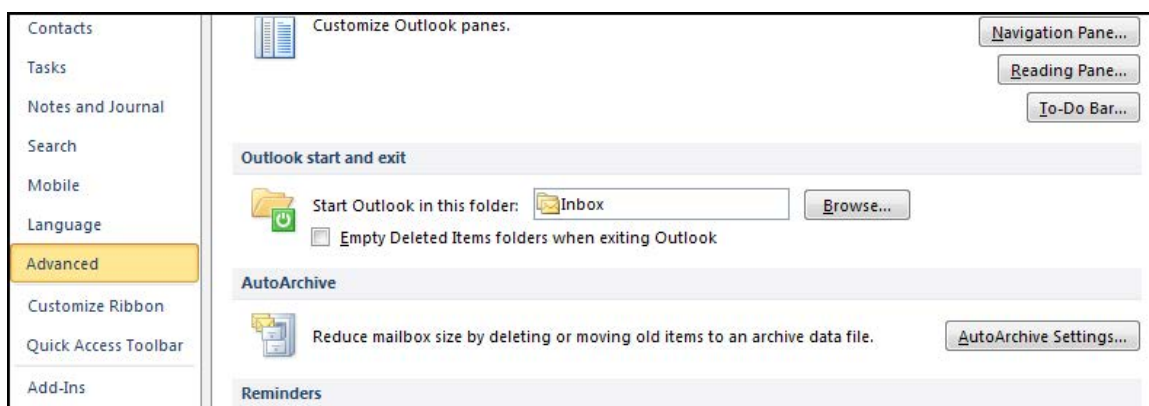 Contacts
Tasks
Notes and Journal
Search
Mobile
Language
Advanced
Customize Ribbon
Quick Access Toolbar
Add-Ins
Customize Outlook panes.
Navigation Pane...
Reading Pane...
To-Do Bar...
Outlook start and exit
Start Outlook in this folder: Inbox Browse...
Empty Deleted Items folders when exiting Outlook
AutoArchive
Reduce mailbox size by deleting or moving old items to an archive data file. AutoArchive Settings...
Reminders